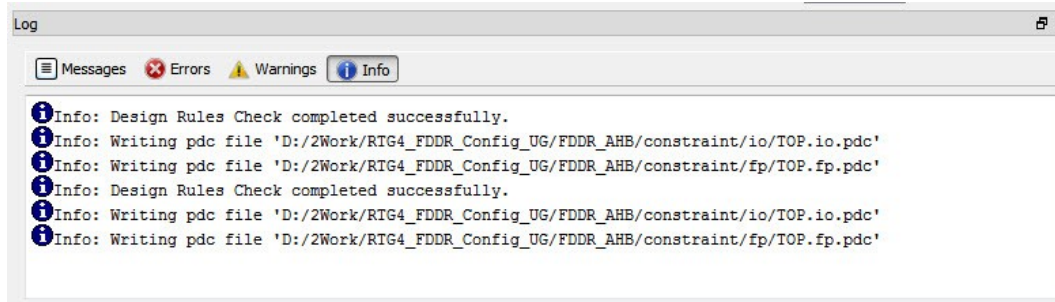 Log
Messages Errors Warnings Info
Info: Design Rules Check completed successfully.
Info: Writing pdc file 'D:/2Work/RTG4_FDDR_Config_UG/FDDR_AHB/constraint/io/TOP.io.pdc'
Info: Writing pdc file 'D:/2Work/RTG4_FDDR_Config_UG/FDDR_AHB/constraint/fp/TOP.fp.pdc'
Info: Design Rules Check completed successfully.
Info: Writing pdc file 'D:/2Work/RTG4_FDDR_Config_UG/FDDR_AHB/constraint/io/TOP.io.pdc'
Info: Writing pdc file 'D:/2Work/RTG4_FDDR_Config_UG/FDDR_AHB/constraint/fp/TOP.fp.pdc'